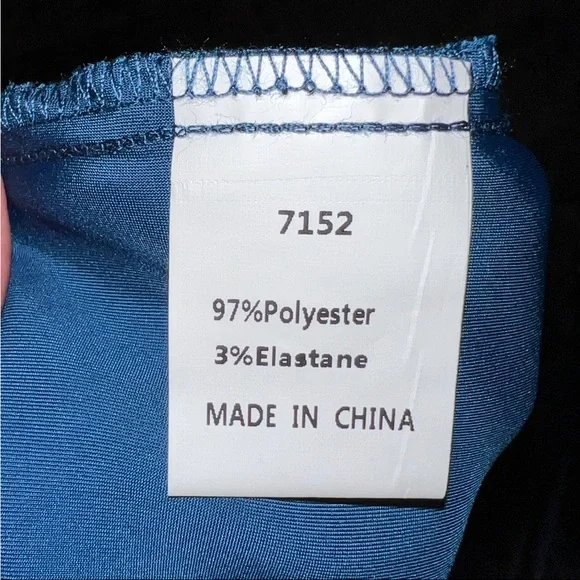 7152
97%Polyester
3%Elastane
MADE IN CHINA